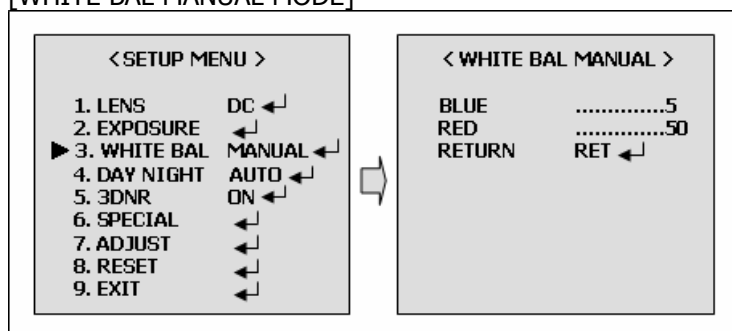 [WHITE BAL MANUAL MODE]
<SETUP MENU >
1. LENS DC ↵
2. EXPOSURE ↵
▶ 3. WHITE BAL MANUAL ↵
4. DAY NIGHT AUTO ↵
5. 3DNR ON ↵
6. SPECIAL ↵
7. ADJUST ↵
8. RESET ↵
9. EXIT ↵
< WHITE BAL MANUAL >
BLUE ..............5
RED ..............50
RETURN RET ↵